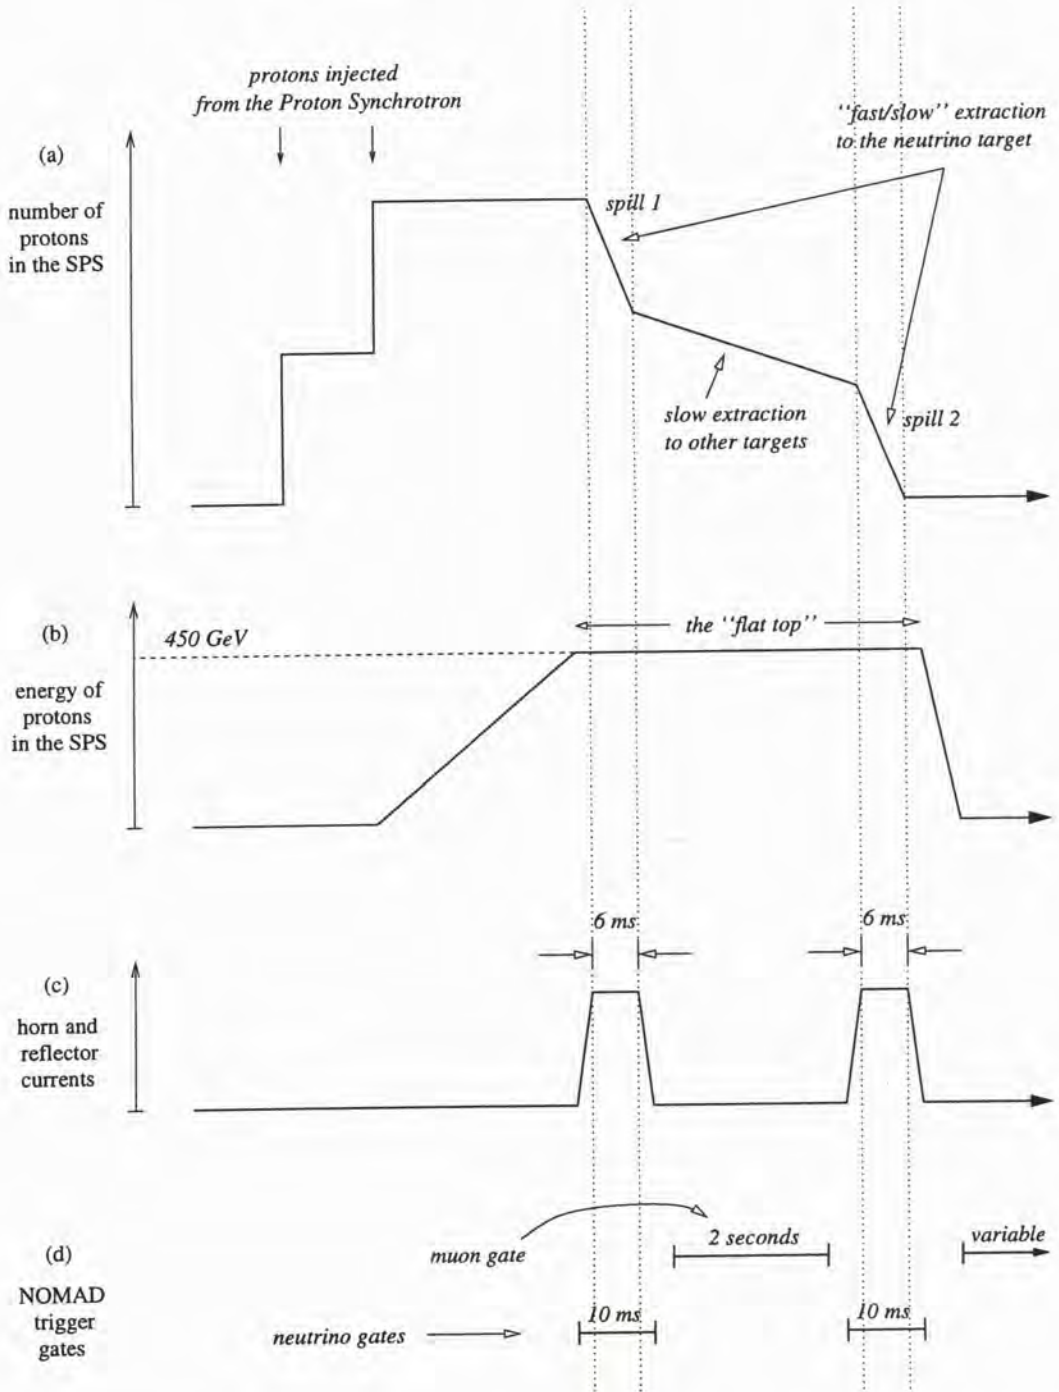 protons injected
from the Proton Synchrotron
"fast/slow" extraction
to the neutrino target
(a)
number of
protons
in the SPS
spill 1
slow extraction
to other targets
spill 2
(b)
450 GeV
the "flat top"
energy of
protons
in the SPS
6 ms
6 ms
(c)
horn and
reflector
currents
(d)
NOMAD
trigger
gates
muon gate
2 seconds
variable
neutrino gates
10 ms
10 ms